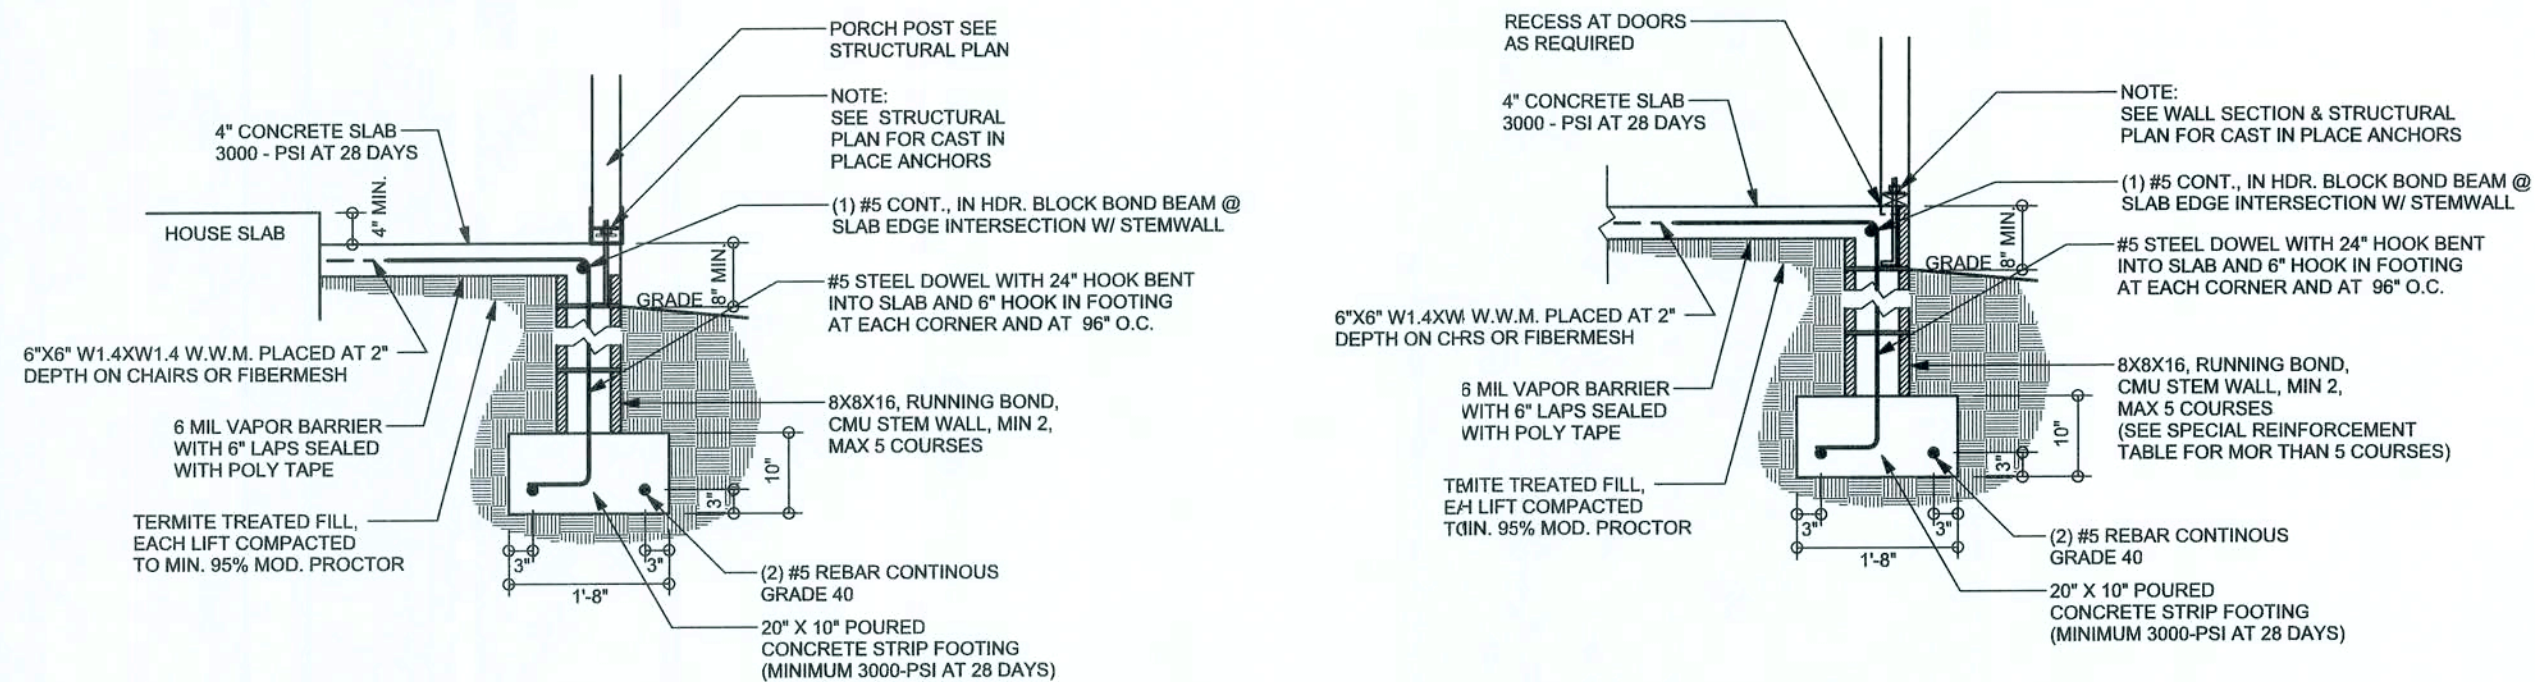 PORCH POST SEE
STRUCTURAL PLAN
NOTE:
SEE STRUCTURAL
PLAN FOR CAST IN
PLACE ANCHORS
4" CONCRETE SLAB
3000 - PSI AT 28 DAYS
4" MIN.
HOUSE SLAB
(1) #5 CONT., IN HDR. BLOCK BOND BEAM @
SLAB EDGE INTERSECTION W/ STEMWALL
8" MIN.
GRADE
#5 STEEL DOWEL WITH 24" HOOK BENT
INTO SLAB AND 6" HOOK IN FOOTING
AT EACH CORNER AND AT 96" O.C.
6"X6" W1.4XW1.4 W.W.M. PLACED AT 2"
DEPTH ON CHAIRS OR FIBERMESH
8X8X16, RUNNING BOND,
CMU STEM WALL, MIN 2,
MAX 5 COURSES
6 MIL VAPOR BARRIER
WITH 6" LAPS SEALED
WITH POLY TAPE
10"
3"
TERMITE TREATED FILL,
EACH LIFT COMPACTED
TO MIN. 95% MOD. PROCTOR
3"
3"
1'-8"
(2) #5 REBAR CONTINOUS
GRADE 40
20" X 10" POURED
CONCRETE STRIP FOOTING
(MINIMUM 3000-PSI AT 28 DAYS)
RECESS AT DOORS
AS REQUIRED
4" CONCRETE SLAB
3000 - PSI AT 28 DAYS
NOTE:
SEE WALL SECTION & STRUCTURAL
PLAN FOR CAST IN PLACE ANCHORS
(1) #5 CONT., IN HDR. BLOCK BOND BEAM @
SLAB EDGE INTERSECTION W/ STEMWALL
8" MIN.
GRADE
#5 STEEL DOWEL WITH 24" HOOK BENT
INTO SLAB AND 6" HOOK IN FOOTING
AT EACH CORNER AND AT 96" O.C.
6"X6" W1.4XW W.W.M. PLACED AT 2"
DEPTH ON CHRS OR FIBERMESH
8X8X16, RUNNING BOND,
CMU STEM WALL, MIN 2,
MAX 5 COURSES
(SEE SPECIAL REINFORCEMENT
TABLE FOR MOR THAN 5 COURSES)
6 MIL VAPOR BARRIER
WITH 6" LAPS SEALED
WITH POLY TAPE
10"
3"
TREATED FILL,
LIFT COMPACTED
95% MOD. PROCTOR
3"
3"
1'-8"
(2) #5 REBAR CONTINOUS
GRADE 40
20" X 10" POURED
CONCRETE STRIP FOOTING
(MINIMUM 3000-PSI AT 28 DAYS)